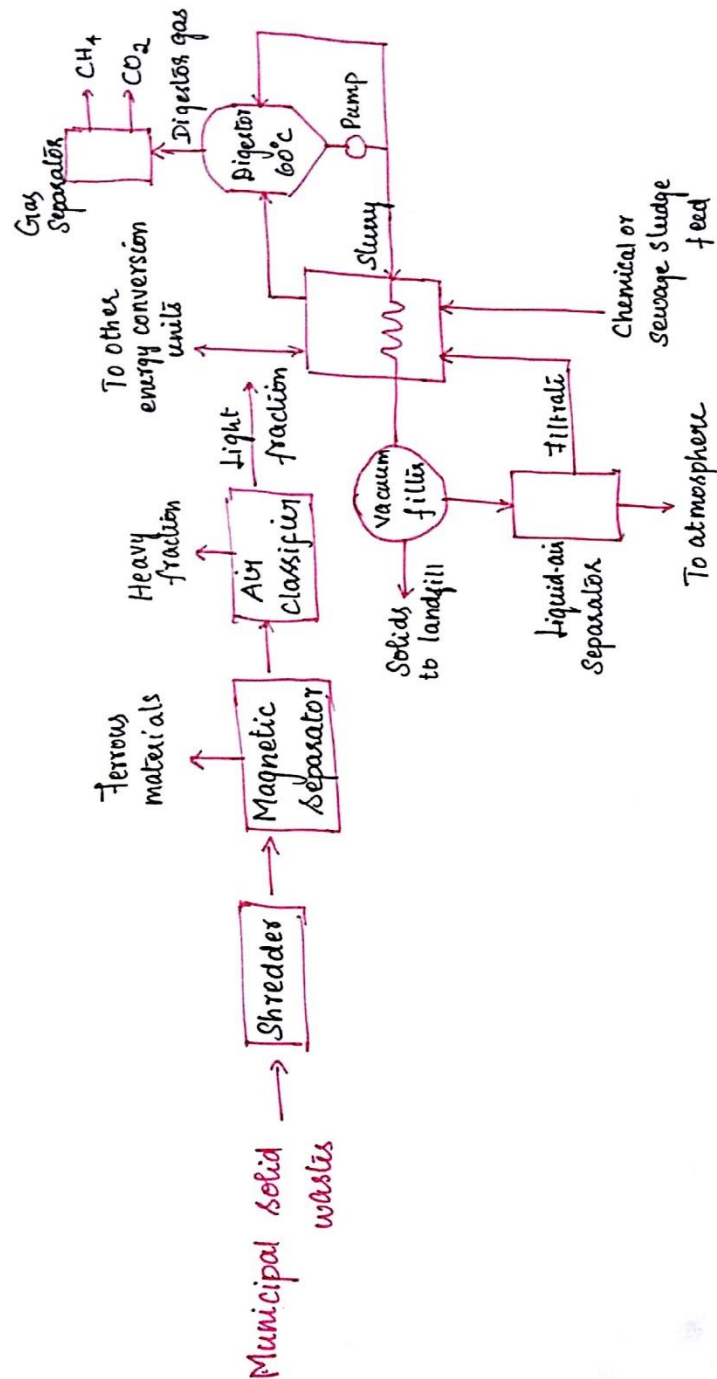 Municipal solid
wastes
Shredder
Magnetic
Separator
Ferrous
materials
Air
Classifier
Heavy
fraction
Light
fraction
To other
energy conversion
units
Gas
Separator
CH4
CO2
Digestor gas
Digestor
60°C
Pump
Slurry
Vacuum
filter
Solids
to landfill
Liquid-air
Separator
Filtrate
To atmosphere
Chemical or
sewage sludge
feed